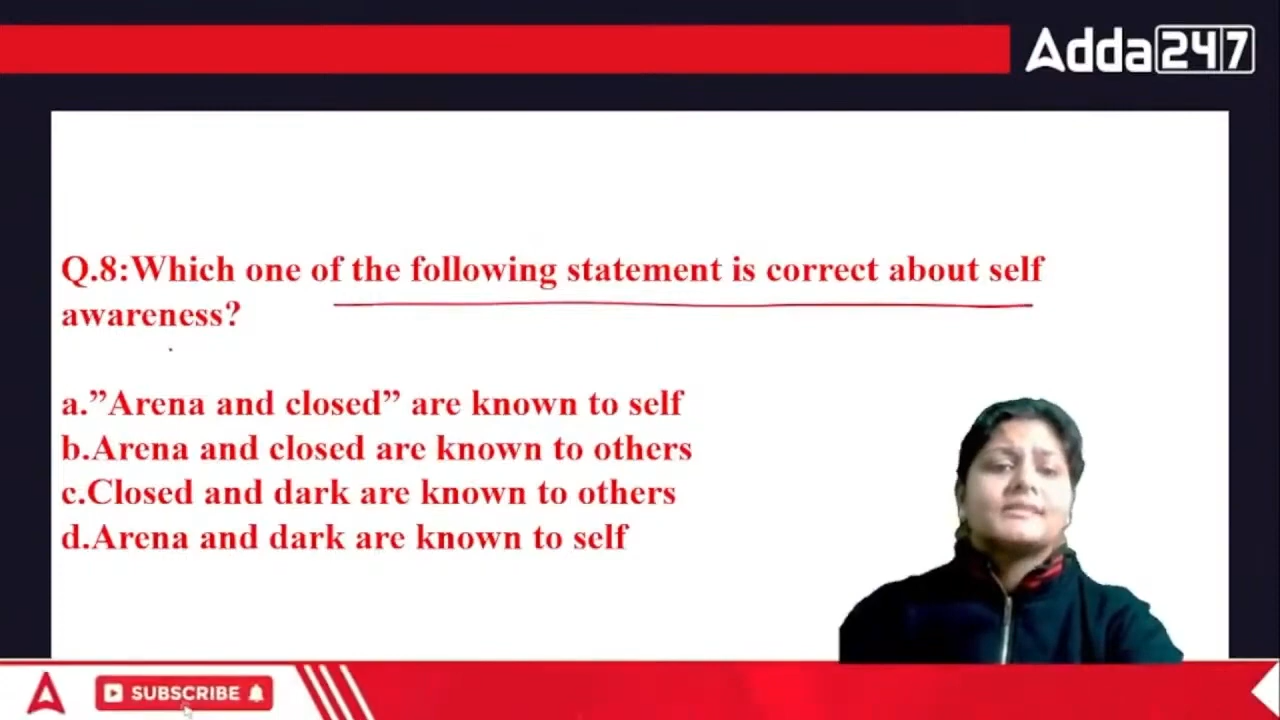 Adda247
Q.8:Which one of the following statement is correct about self
awareness?
a.”Arena and closed” are known to self
b.Arena and closed are known to others
c.Closed and dark are known to others
d.Arena and dark are known to self
SUBSCRIBE